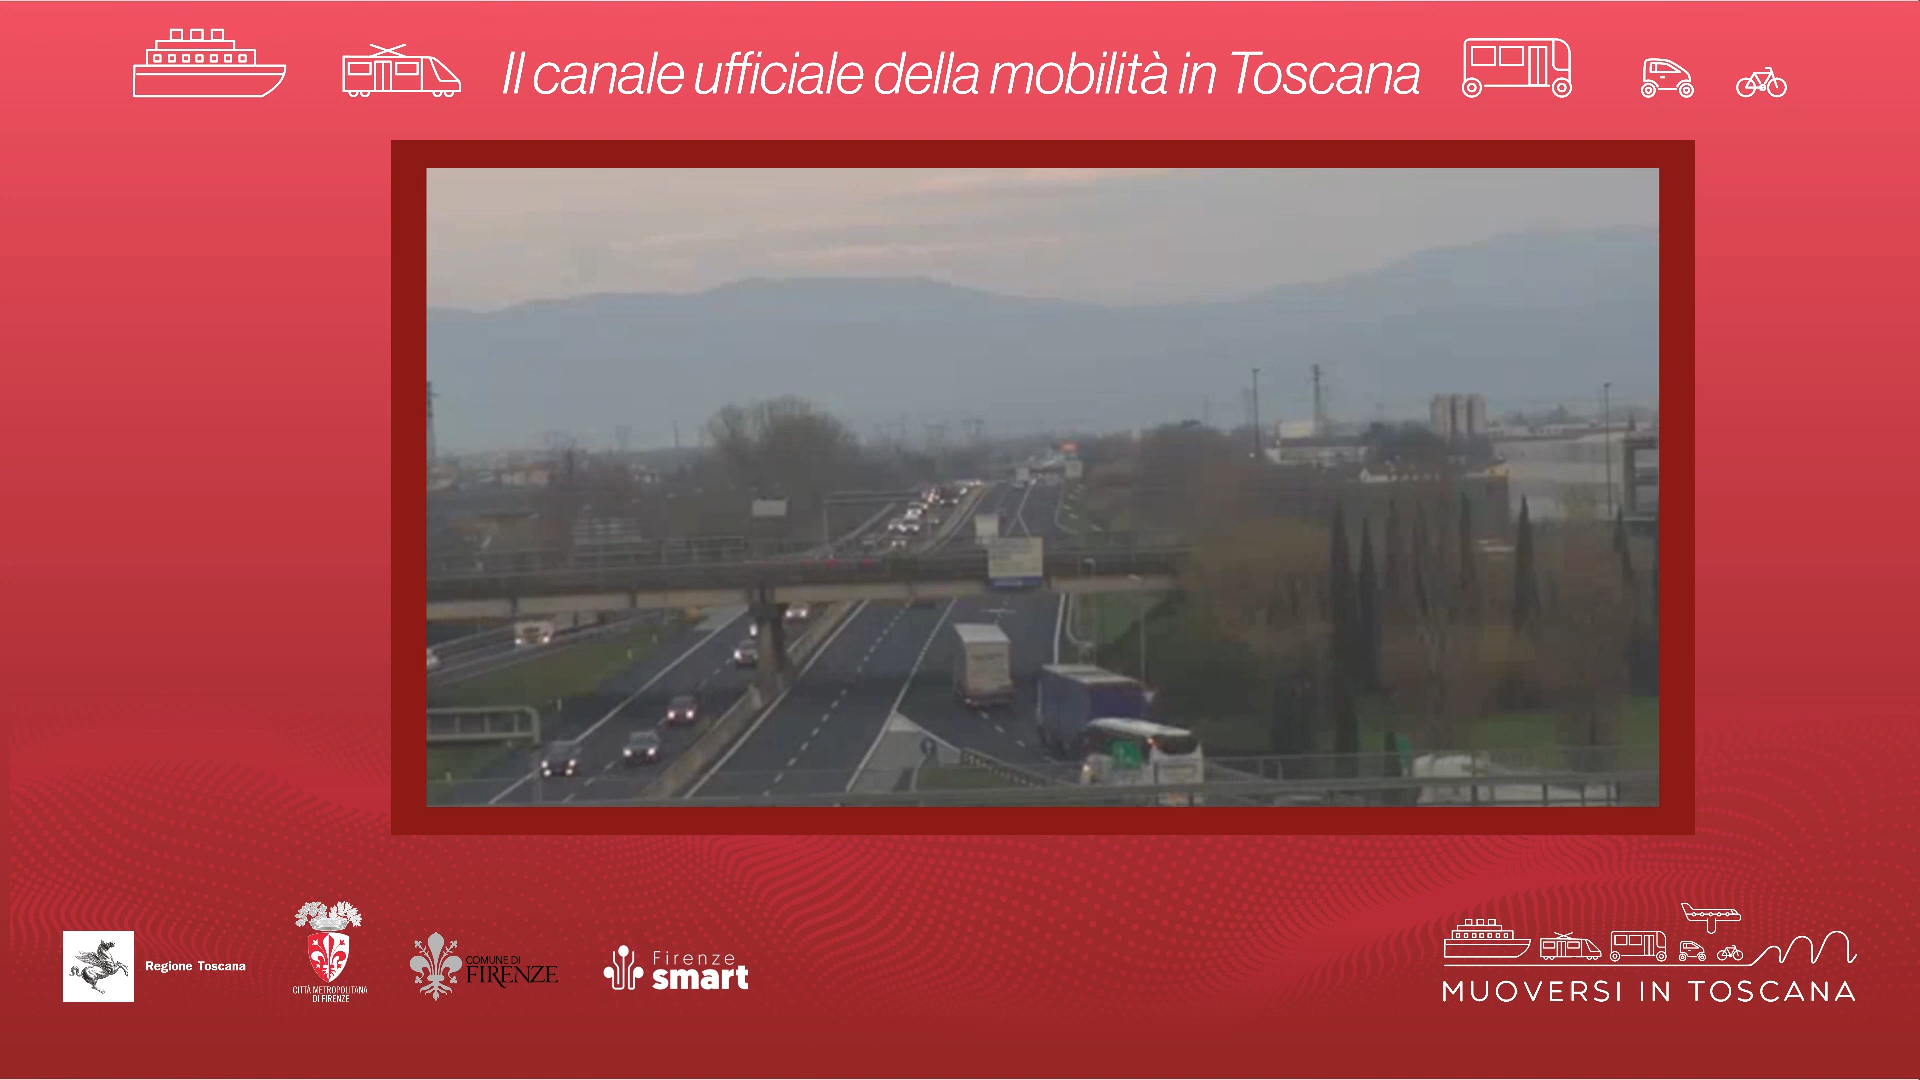 Il canale ufficiale della mobilità in Toscana
Regione Toscana
CITTÀ METROPOLITANA
DI FIRENZE
COMUNE DI
FIRENZE
Firenze
smart
MUOVERSI IN TOSCANA